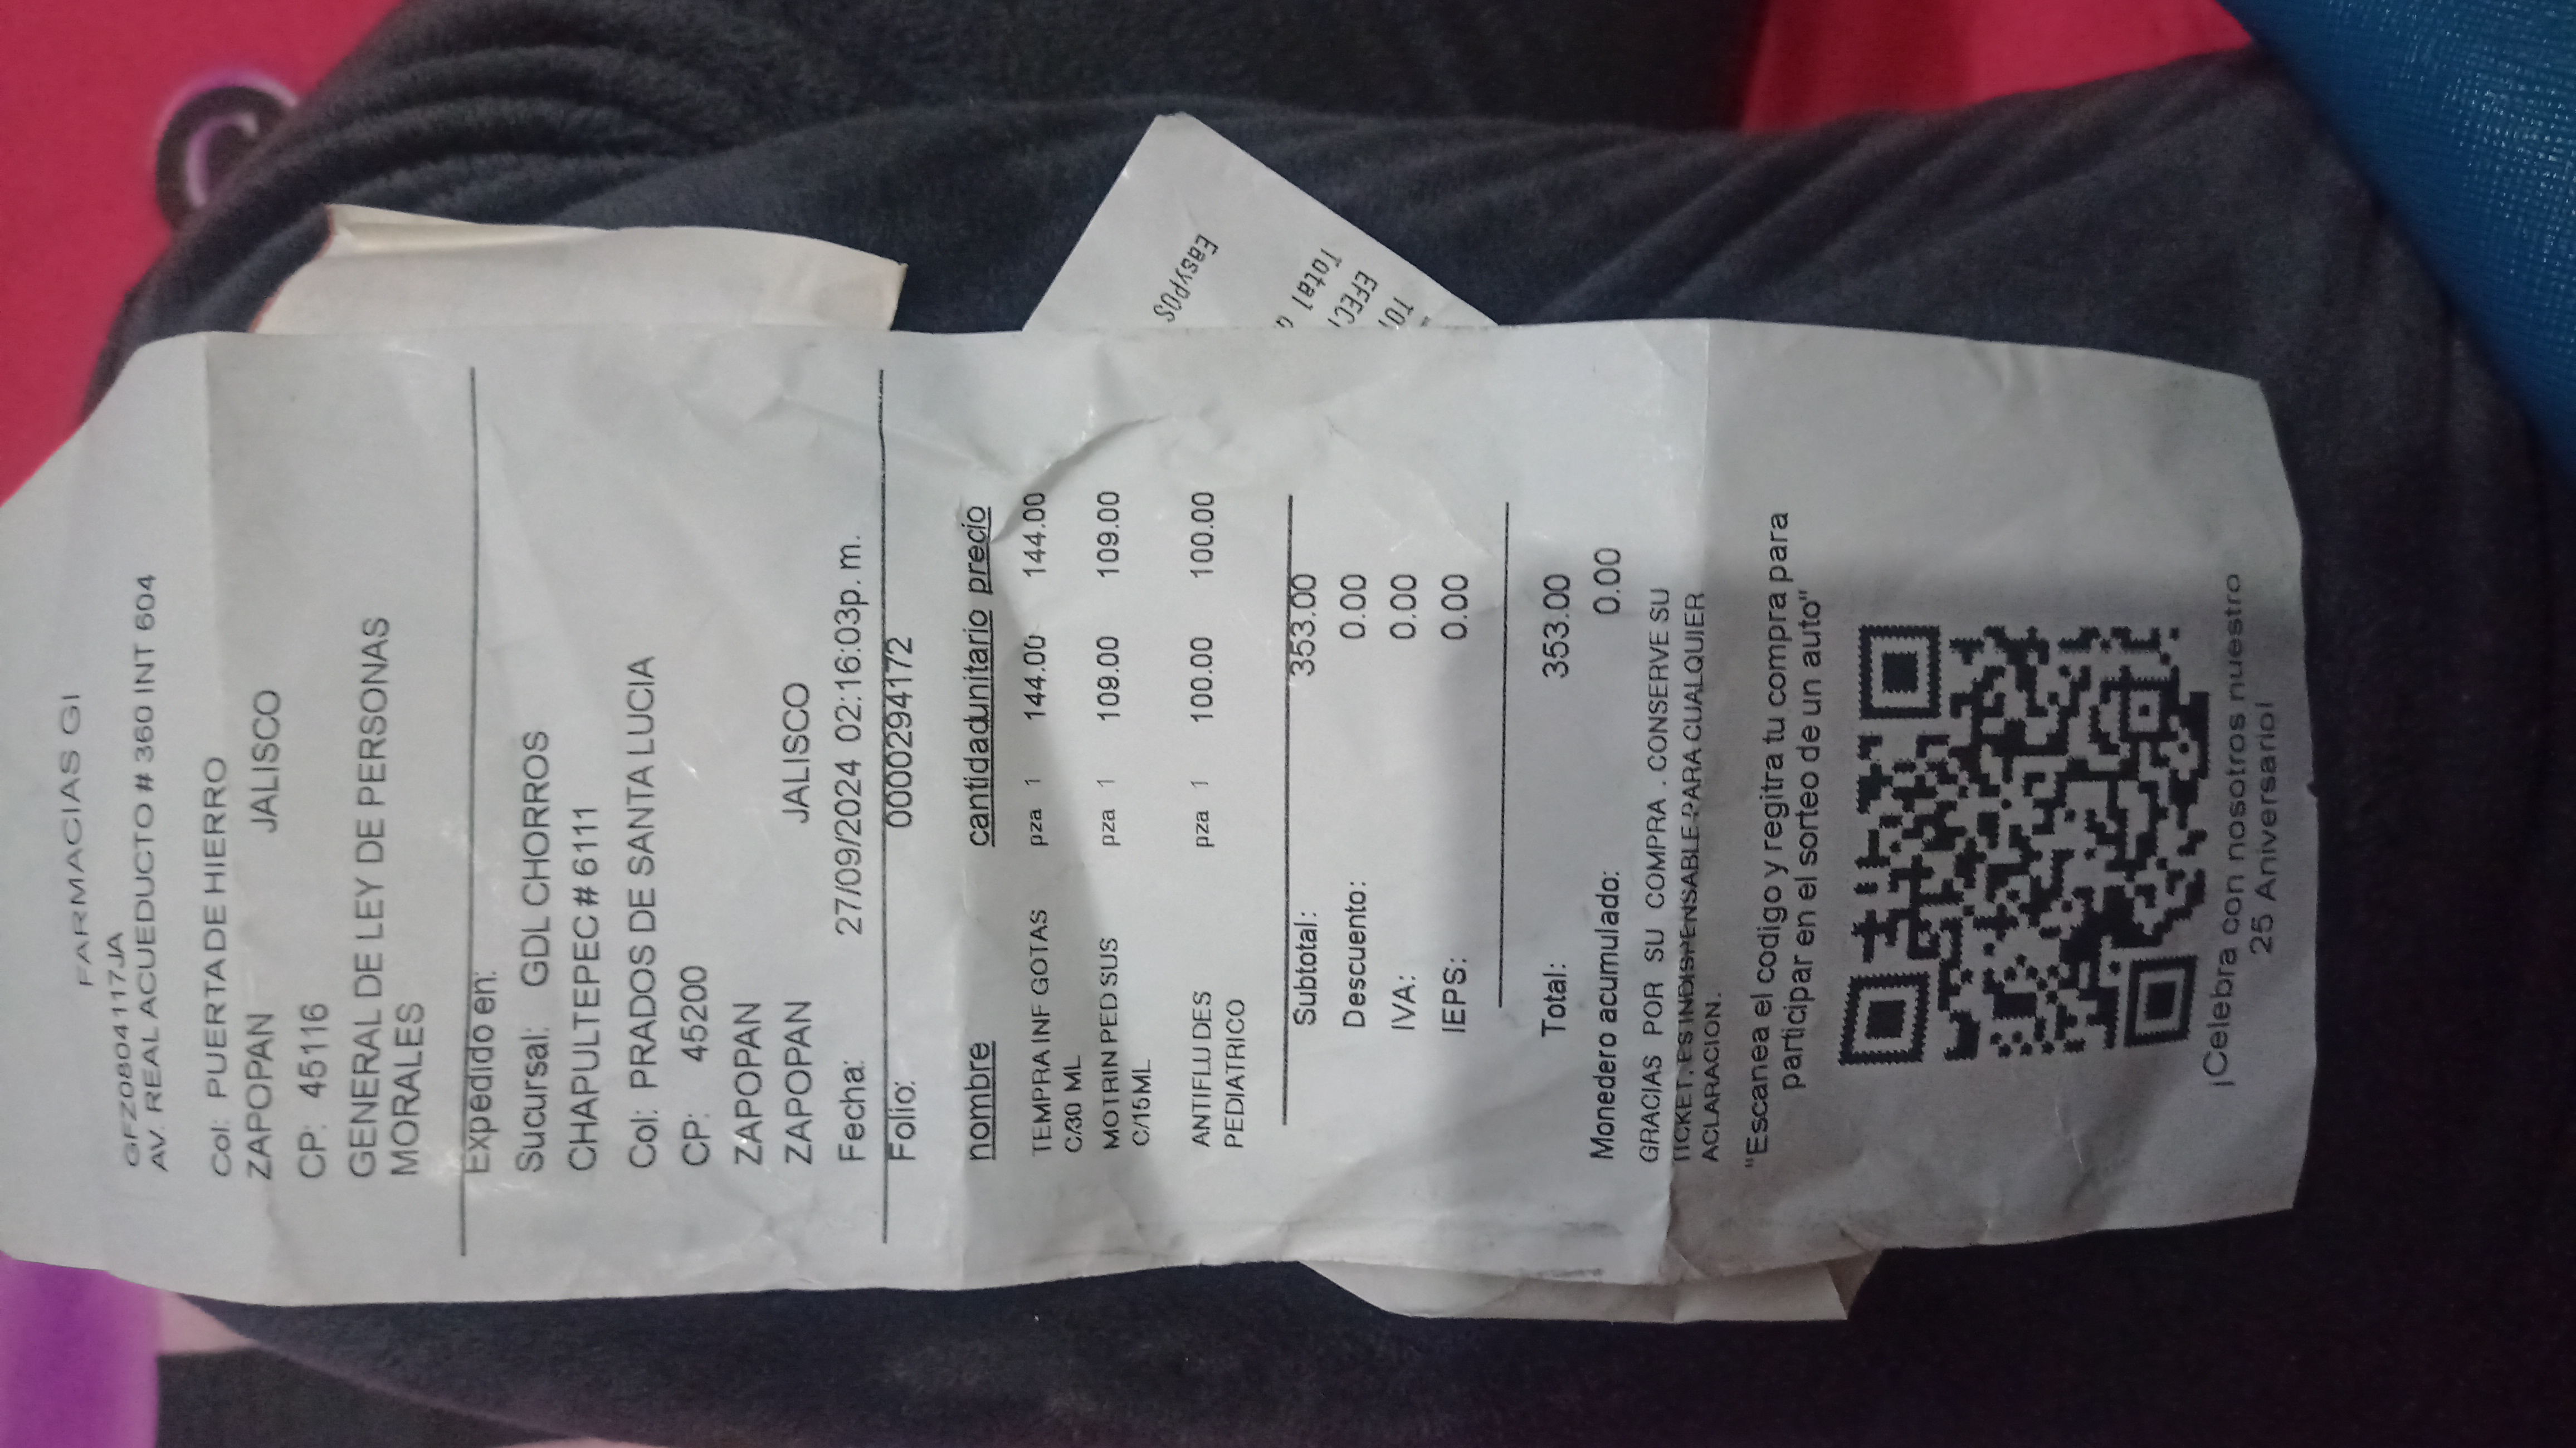 FARMACIAS GI
GFZ0804117JA
AV. REAL ACUEDUCTO # 360 INT 604
Col: PUERTA DE HIERRO
ZAPOPAN JALISCO
CP: 45116
GENERAL DE LEY DE PERSONAS
MORALES
Expedido en:
Sucursal: GDL CHORROS
CHAPULTEPEC # 6111
Col: PRADOS DE SANTA LUCIA
CP: 45200
ZAPOPAN
ZAPOPAN JALISCO
Fecha: 27/09/2024 02:16:03p. m.
Folio: 0000294172
nombre cantidadunitario precio
TEMPRA INF GOTAS pza 1 144.00 144.00
C/30 ML
MOTRIN PED SUS pza 1 109.00 109.00
C/15ML
ANTIFLU DES pza 1 100.00 100.00
PEDIATRICO
Subtotal: 353.00
Descuento: 0.00
IVA: 0.00
IEPS: 0.00
Total: 353.00
Monedero acumulado: 0.00
GRACIAS POR SU COMPRA . CONSERVE SU
TICKET. ES INDISPENSABLE PARA CUALQUIER
ACLARACION.
"Escanea el codigo y regitra tu compra para
participar en el sorteo de un auto"
¡Celebra con nosotros nuestro
25 Aniversario!
EasyPOS
Total